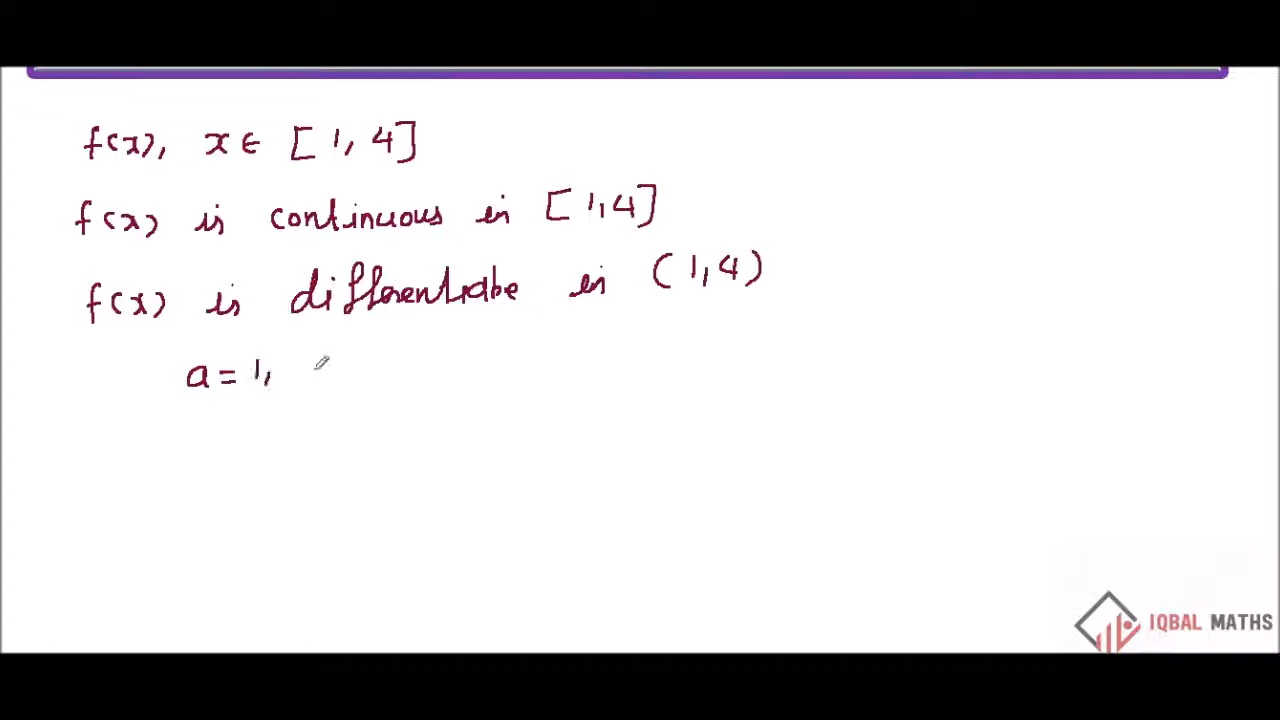 f(x), x ∈ [1, 4]
f(x) is continuous in [1,4]
f(x) is differentiabe in (1,4)
a = 1,
IQBAL MATHS